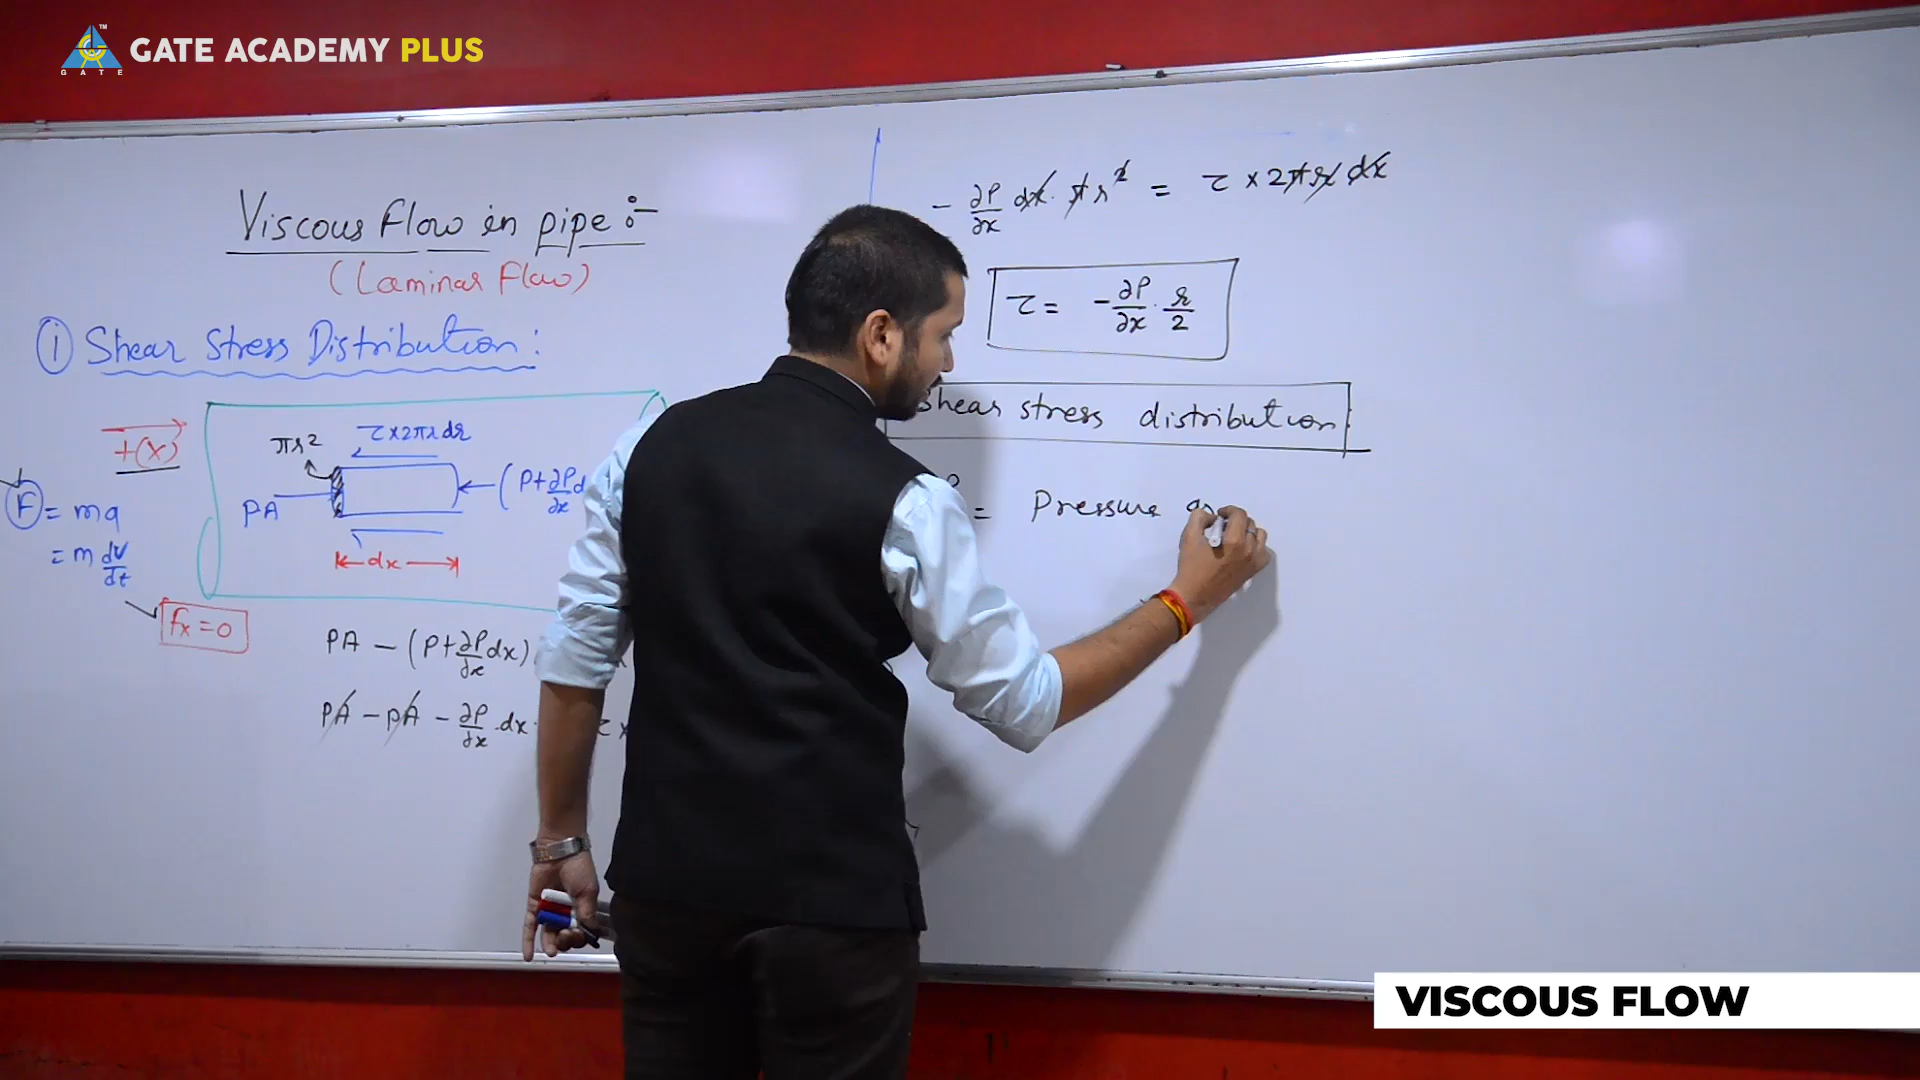 GATE ACADEMY PLUS
GATE
TM
Viscous Flow in pipe :-
(Laminar Flow)
① Shear Stress Distribution:
+(x)
πr²
τ×2πr dr
PA
(P+∂P/∂x d
F = ma
= m dv/dt
dx
fx = 0
PA - (P+∂P/∂x dx)
PA - PA - ∂P/∂x . dx
τ ×
- ∂P/∂x dx . πr² = τ × 2πr dx
τ = -∂P/∂x . r/2
Shear stress distribution
= Pressure
VISCOUS FLOW